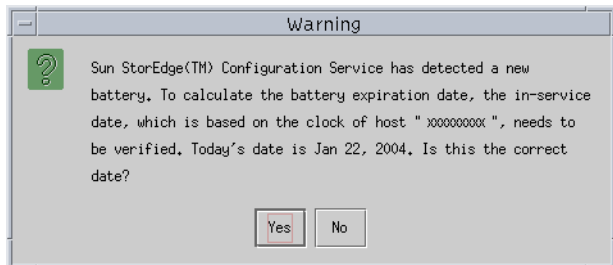 Warning
Sun StorEdge(TM) Configuration Service has detected a new
battery. To calculate the battery expiration date, the in-service
date, which is based on the clock of host " XXXXXXXXX ", needs to
be verified. Today's date is Jan 22, 2004. Is this the correct
date?
Yes No